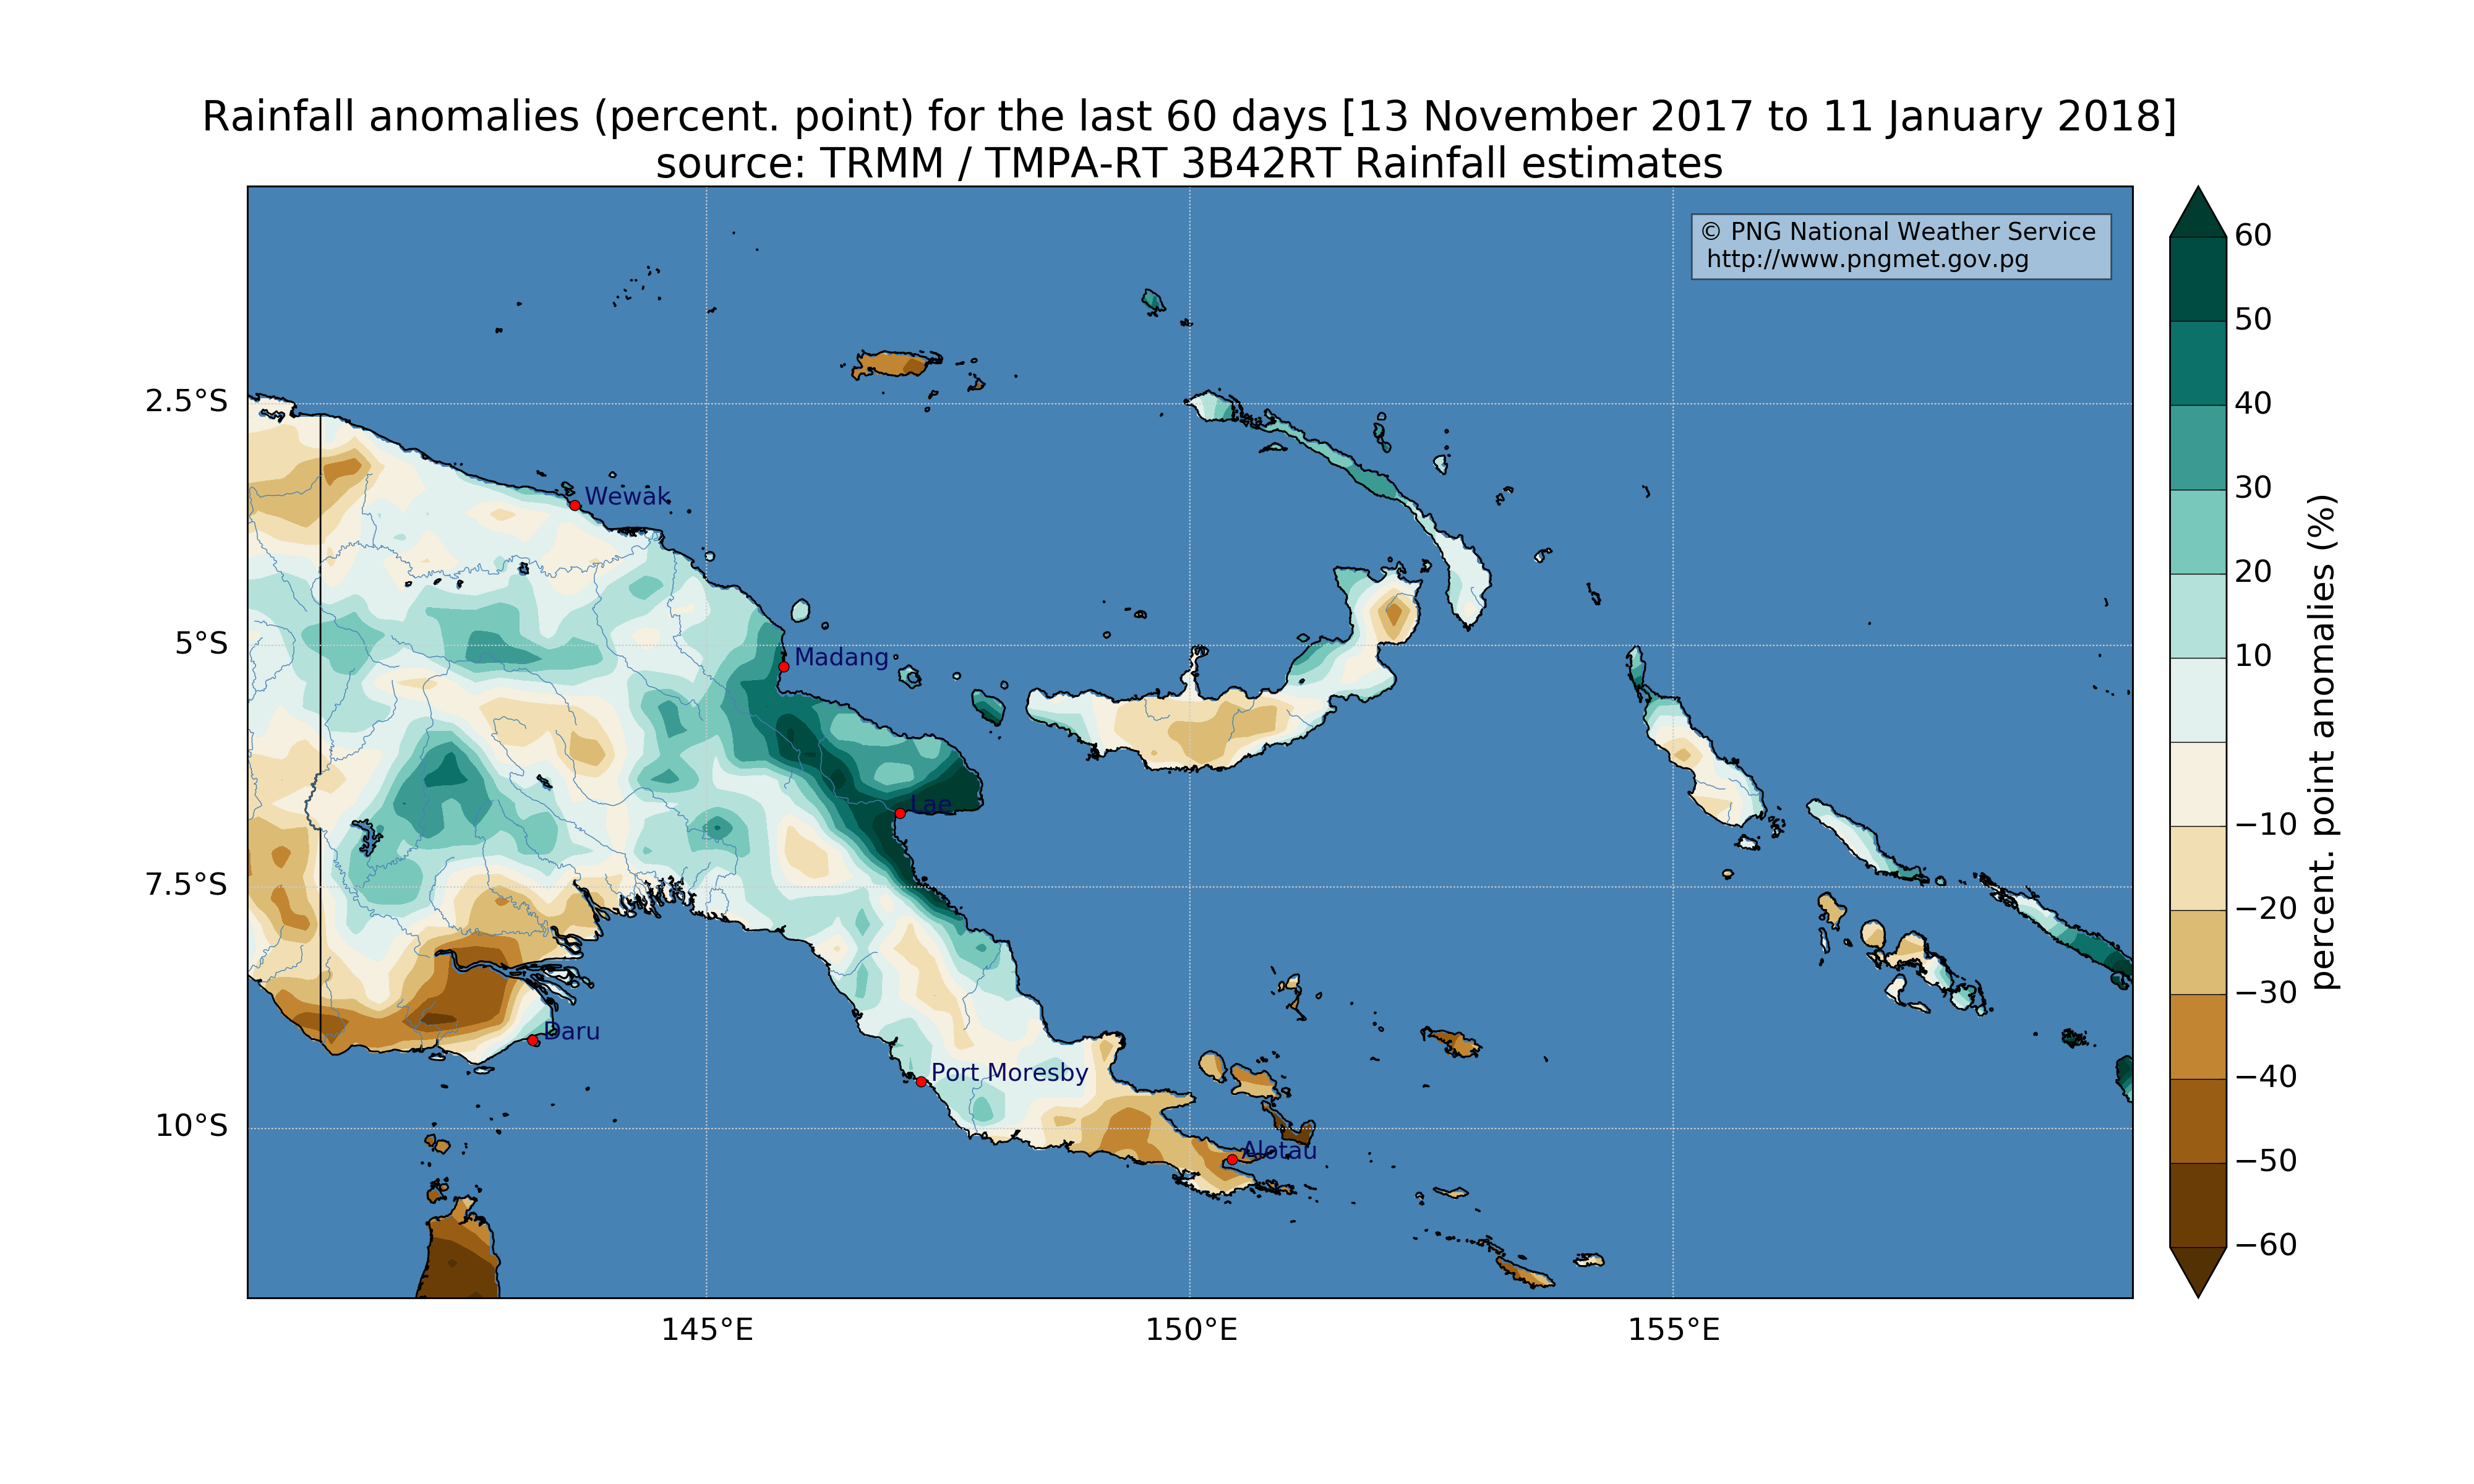 Rainfall anomalies (percent. point) for the last 60 days [13 November 2017 to 11 January 2018]
source: TRMM / TMPA-RT 3B42RT Rainfall estimates
© PNG National Weather Service
http://www.pngmet.gov.pg
60
50
40
30
20
10
−10
−20
−30
−40
−50
−60
percent. point anomalies (%)
2.5°S
5°S
7.5°S
10°S
Wewak
Madang
Lae
Daru
Port Moresby
Alotau
145°E
150°E
155°E